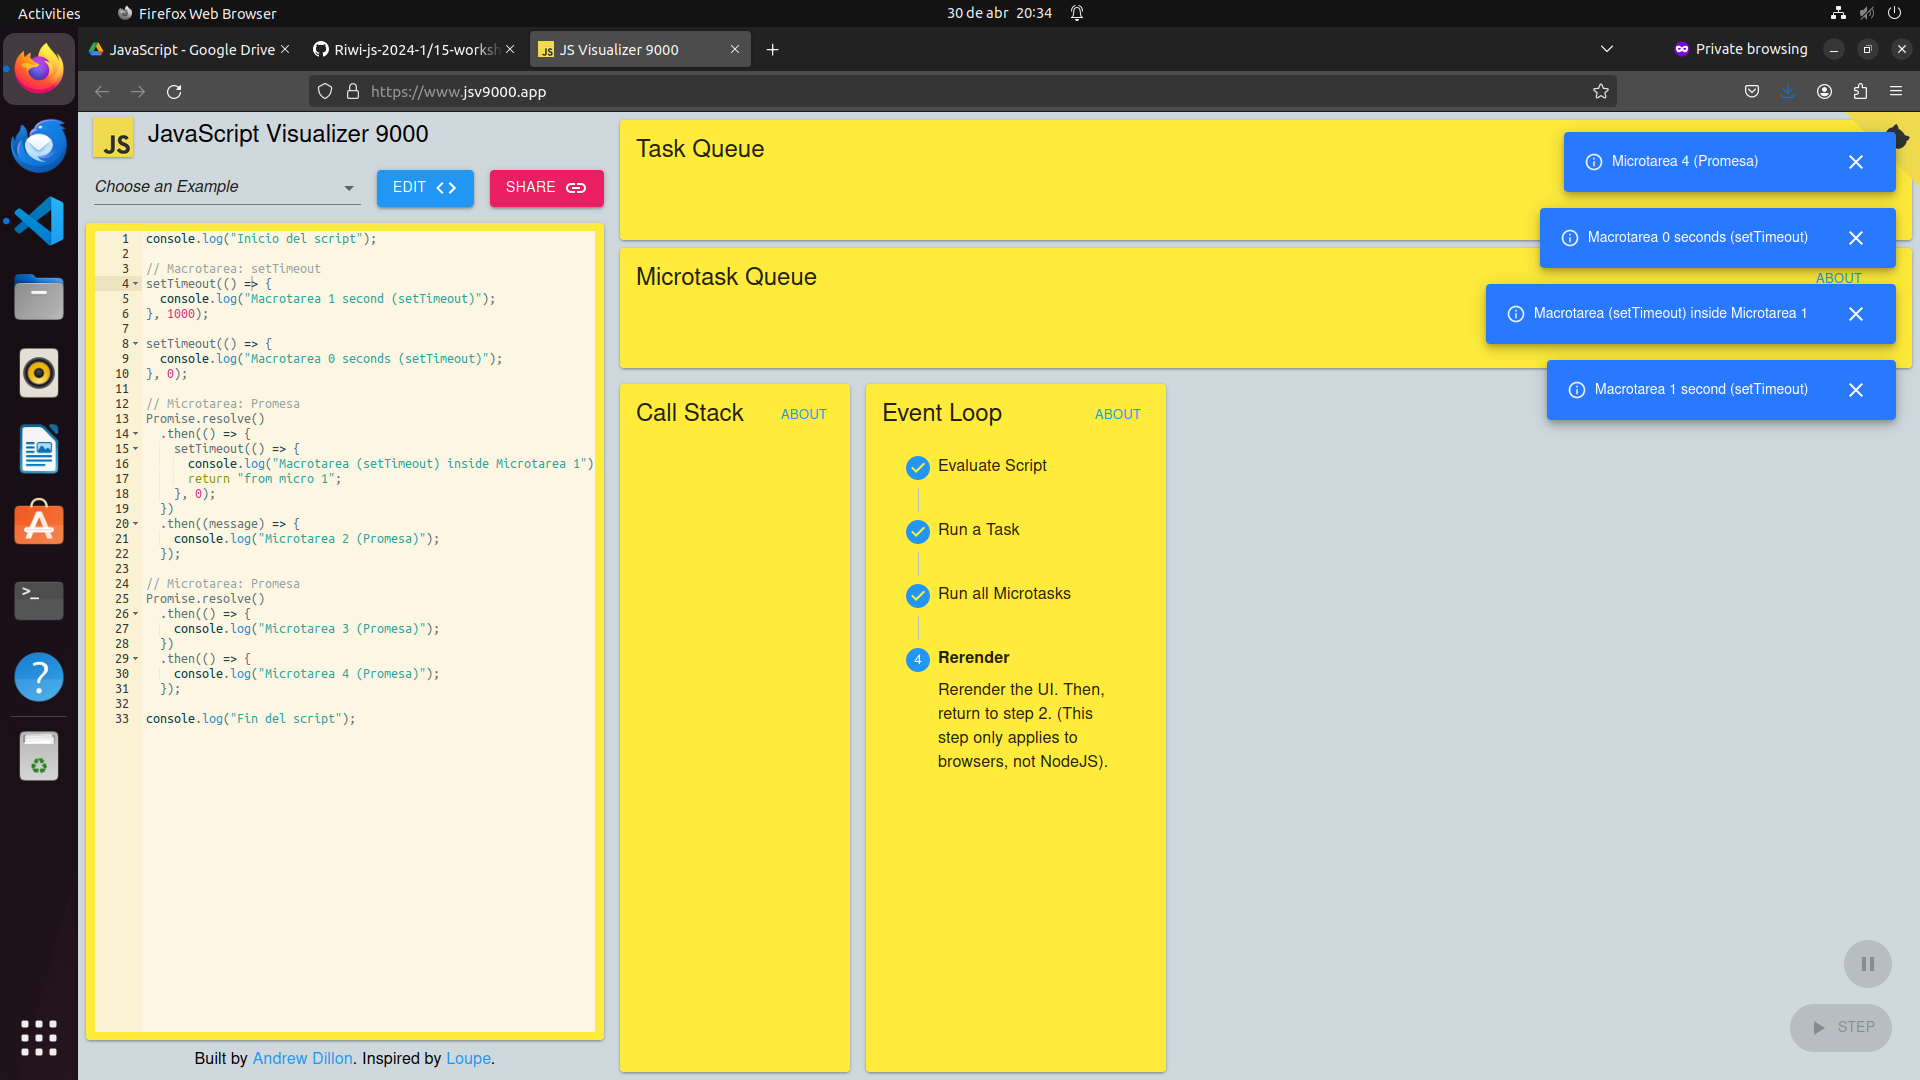 Activities
Firefox Web Browser
30 de abr 20:34
JavaScript - Google Drive
Riwi-js-2024-1/15-worksh
JS
JS Visualizer 9000
Private browsing
https://www.jsv9000.app
JS
JavaScript Visualizer 9000
Choose an Example
EDIT
SHARE
1 console.log("Inicio del script");
2
3 // Macrotarea: setTimeout
4 setTimeout(() => {
5 console.log("Macrotarea 1 second (setTimeout)");
6 }, 1000);
7
8 setTimeout(() => {
9 console.log("Macrotarea 0 seconds (setTimeout)");
10 }, 0);
11
12 // Microtarea: Promesa
13 Promise.resolve()
14 .then(() => {
15 setTimeout(() => {
16 console.log("Macrotarea (setTimeout) inside Microtarea 1")
17 return "from micro 1";
18 }, 0);
19 })
20 .then((message) => {
21 console.log("Microtarea 2 (Promesa)");
22 });
23
24 // Microtarea: Promesa
25 Promise.resolve()
26 .then(() => {
27 console.log("Microtarea 3 (Promesa)");
28 })
29 .then(() => {
30 console.log("Microtarea 4 (Promesa)");
31 });
32
33 console.log("Fin del script");
Built by Andrew Dillon. Inspired by Loupe.
Task Queue
Microtask Queue
ABOUT
Call Stack
ABOUT
Event Loop
ABOUT
Evaluate Script
Run a Task
Run all Microtasks
4 Rerender
Rerender the UI. Then,
return to step 2. (This
step only applies to
browsers, not NodeJS).
Microtarea 4 (Promesa)
Macrotarea 0 seconds (setTimeout)
Macrotarea (setTimeout) inside Microtarea 1
Macrotarea 1 second (setTimeout)
STEP